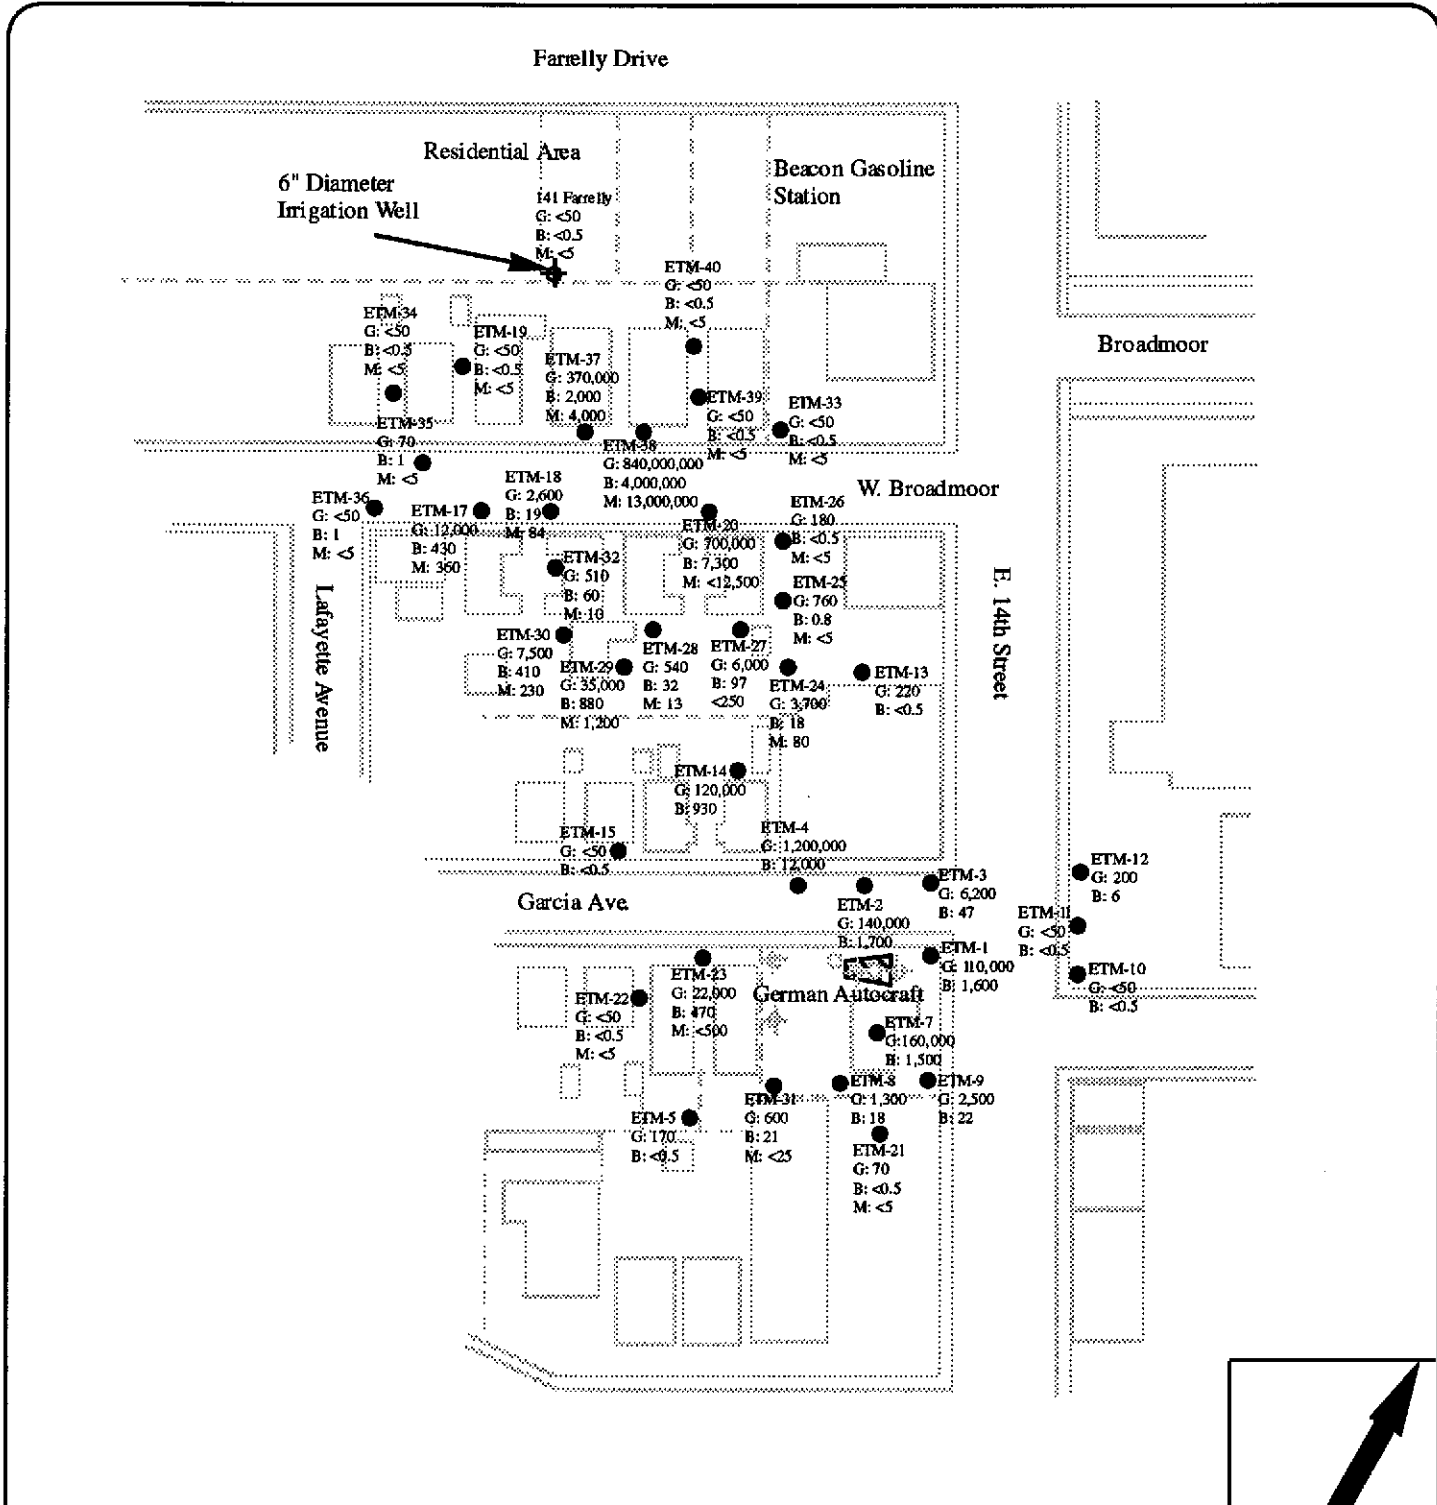 Farrelly Drive
Residential Area
6" Diameter
Irrigation Well
141 Farrelly
G: <50
B: <0.5
M: <5
Beacon Gasoline
Station
ETM-40
G: <50
B: <0.5
M: <5
ETM-34
G: <50
B: <0.5
M: <5
ETM-19
G: <50
B: <0.5
M: <5
ETM-37
G: 370,000
B: 2,000
M: 4,000
Broadmoor
ETM-39
G: <50
B: <0.5
M: <5
ETM-33
G: <50
B: <0.5
M: <5
ETM-35
G: 70
B: 1
M: <5
ETM-38
G: 840,000,000
B: 4,000,000
M: 13,000,000
W. Broadmoor
ETM-36
G: <50
B: 1
M: <5
ETM-17
G: 12,000
B: 430
M: 360
ETM-18
G: 2,600
B: 19
M: 84
ETM-20
G: 700,000
B: 7,300
M: <12,500
ETM-26
G: 180
B: <0.5
M: <5
ETM-32
G: 510
B: 60
M: 10
ETM-25
G: 760
B: 0.8
M: <5
E. 14th Street
Lafayette Avenue
ETM-30
G: 7,500
B: 410
M: 230
ETM-29
G: 35,000
B: 880
M: 1,200
ETM-28
G: 540
B: 32
M: 13
ETM-27
G: 6,000
B: 97
<250
ETM-24
G: 3,700
B: 18
M: 80
ETM-13
G: 220
B: <0.5
ETM-14
G: 120,000
B: 930
ETM-15
G: <50
B: <0.5
ETM-4
G: 1,200,000
B: 12,000
ETM-12
G: 200
B: 6
ETM-3
G: 6,200
B: 47
Garcia Ave.
ETM-2
G: 140,000
B: 1,700
ETM-11
G: <50
B: <0.5
ETM-1
G: 110,000
B: 1,600
ETM-10
G: <50
B: <0.5
ETM-23
G: 22,000
B: 470
M: <500
German Autocraft
ETM-22
G: <50
B: <0.5
M: <5
ETM-7
G:160,000
B: 1,500
ETM-8
G: 1,300
B: 18
ETM-9
G: 2,500
B: 22
ETM-31
G: 600
B: 21
M: <25
ETM-5
G: 170
B: <0.5
ETM-21
G: 70
B: <0.5
M: <5